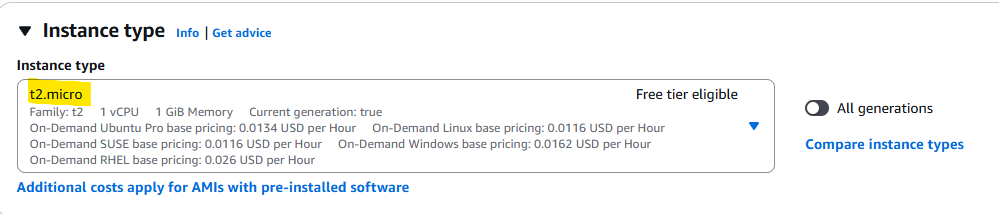 Instance type Info | Get advice
Instance type
t2.micro Free tier eligible
Family: t2 1 vCPU 1 GiB Memory Current generation: true
On-Demand Ubuntu Pro base pricing: 0.0134 USD per Hour On-Demand Linux base pricing: 0.0116 USD per Hour
On-Demand SUSE base pricing: 0.0116 USD per Hour On-Demand Windows base pricing: 0.0162 USD per Hour
On-Demand RHEL base pricing: 0.026 USD per Hour
All generations
Compare instance types
Additional costs apply for AMIs with pre-installed software